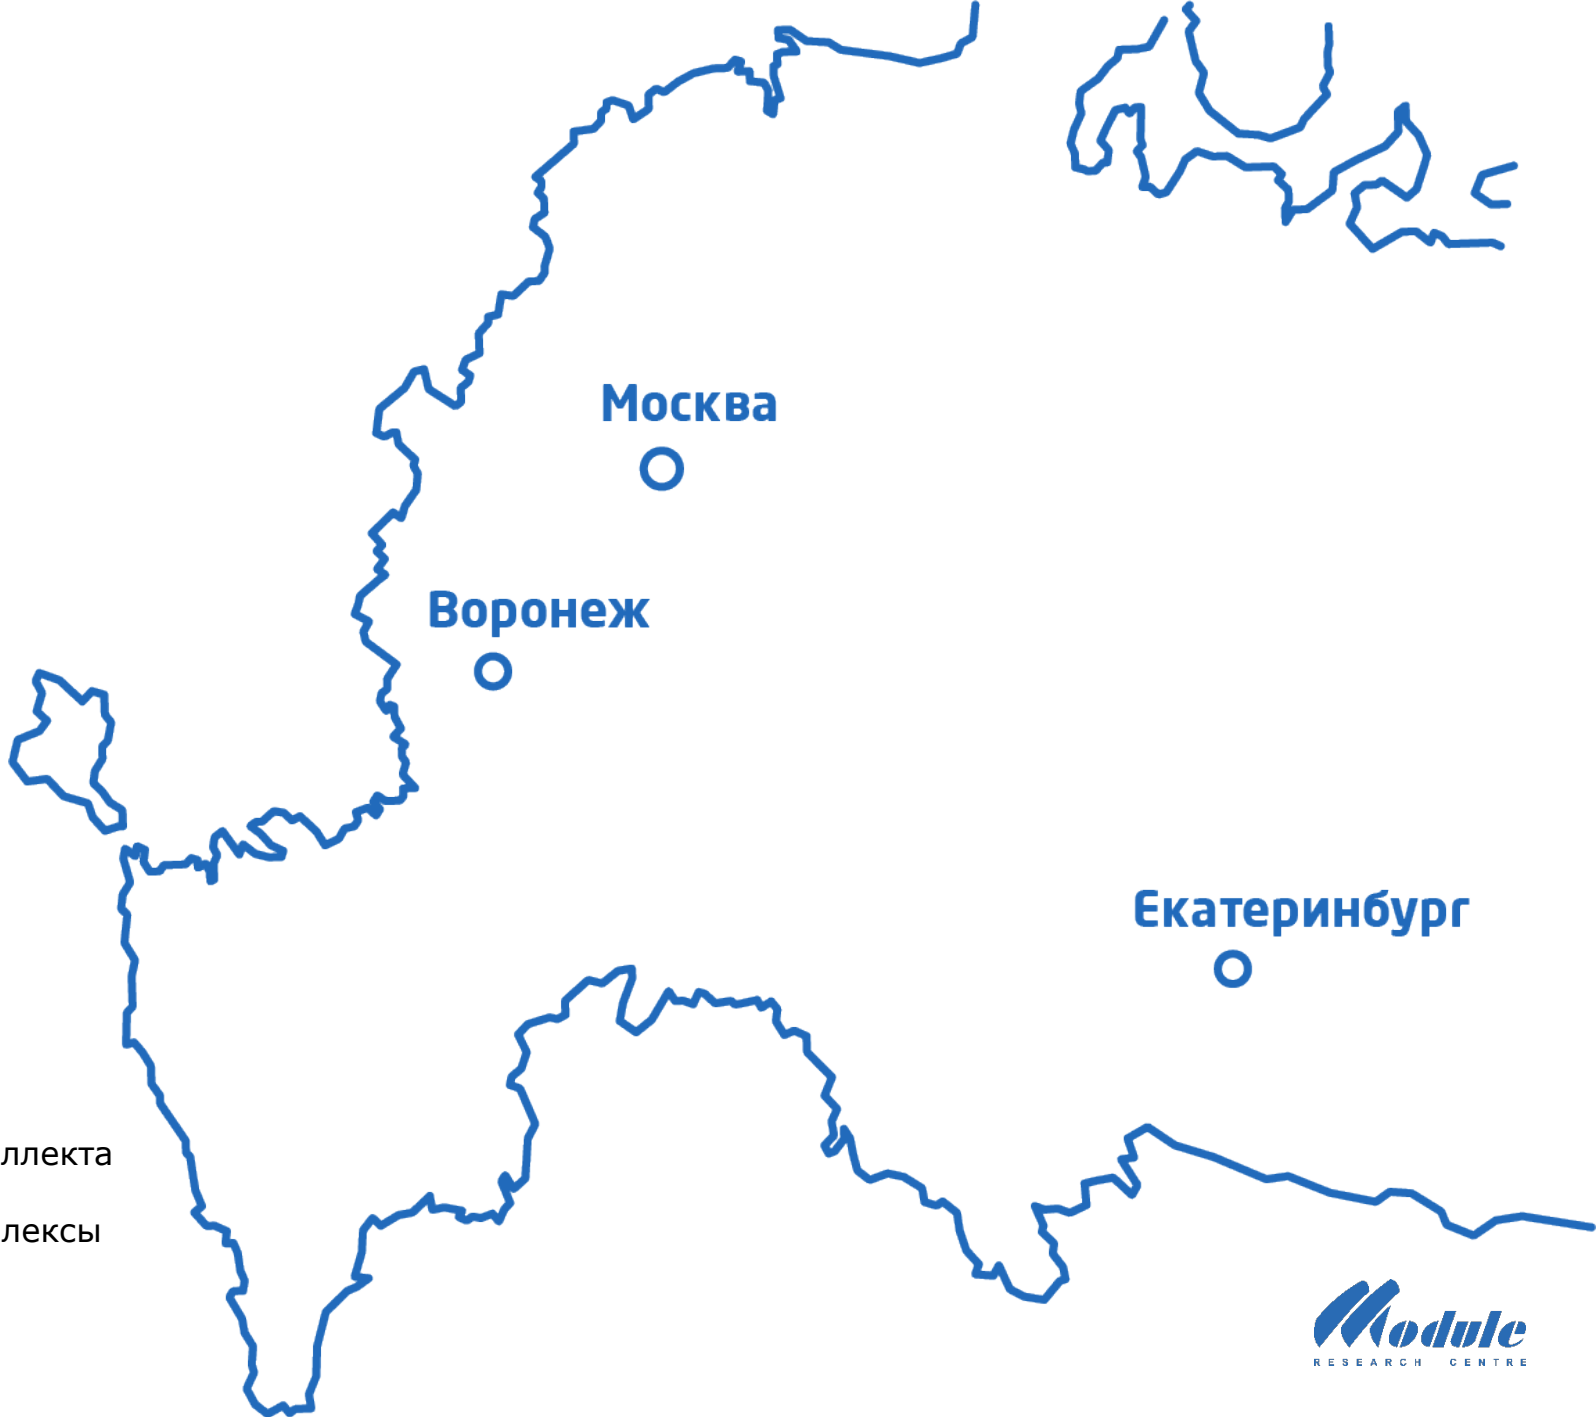 Москва
Воронеж
Екатеринбург
ллекта
лексы
Module
RESEARCH CENTRE